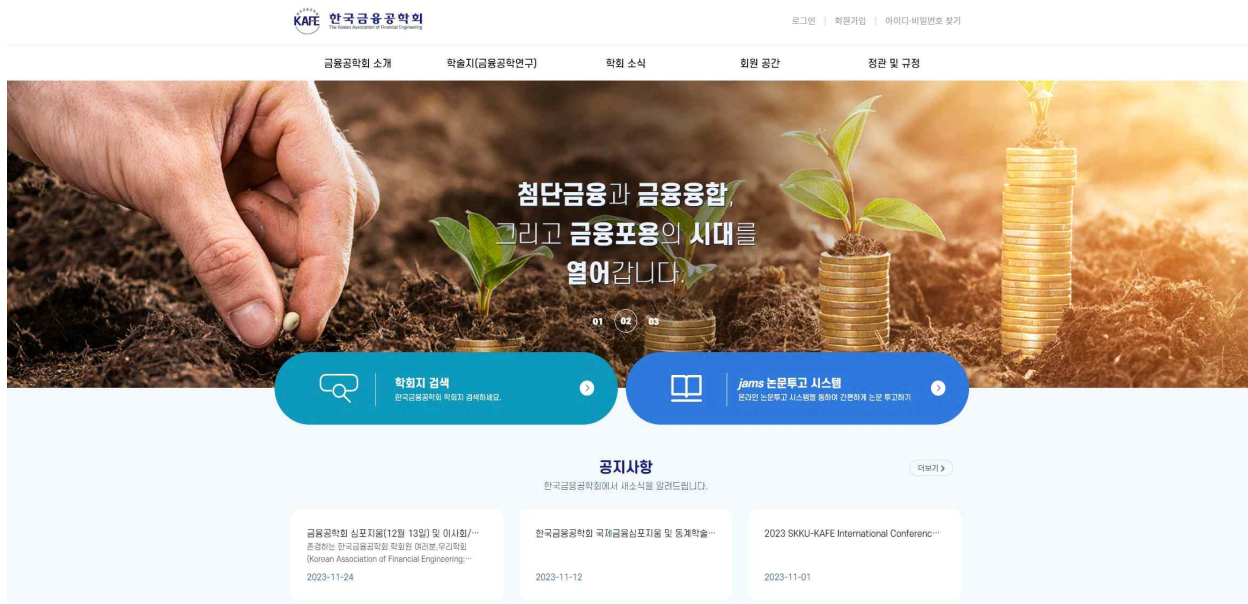 KAFE 한국금융공학회
The Korean Association of Financial Engineering
로그인 | 회원가입 | 아이디·비밀번호 찾기
금융공학회 소개 학술지(금융공학연구) 학회 소식 회원 공간 정관 및 규정
첨단금융과 금융융합,
그리고 금융포용의 시대를
열어갑니다.
01 02 03
학회지 검색
한국금융공학회 학회지 검색하세요.
jams 논문투고 시스템
온라인 논문투고 시스템을 통하여 간편하게 논문 투고하기
공지사항
더보기 >
한국금융공학회에서 새소식을 알려드립니다.
금융공학회 심포지움(12월 13일) 및 이사회/…
존경하는 한국금융공학회 학회원 여러분,우리학회
(Korean Association of Financial Engineering;…
2023-11-24
한국금융공학회 국제금융심포지움 및 동계학술…
2023-11-12
2023 SKKU-KAFE International Conferenc…
2023-11-01